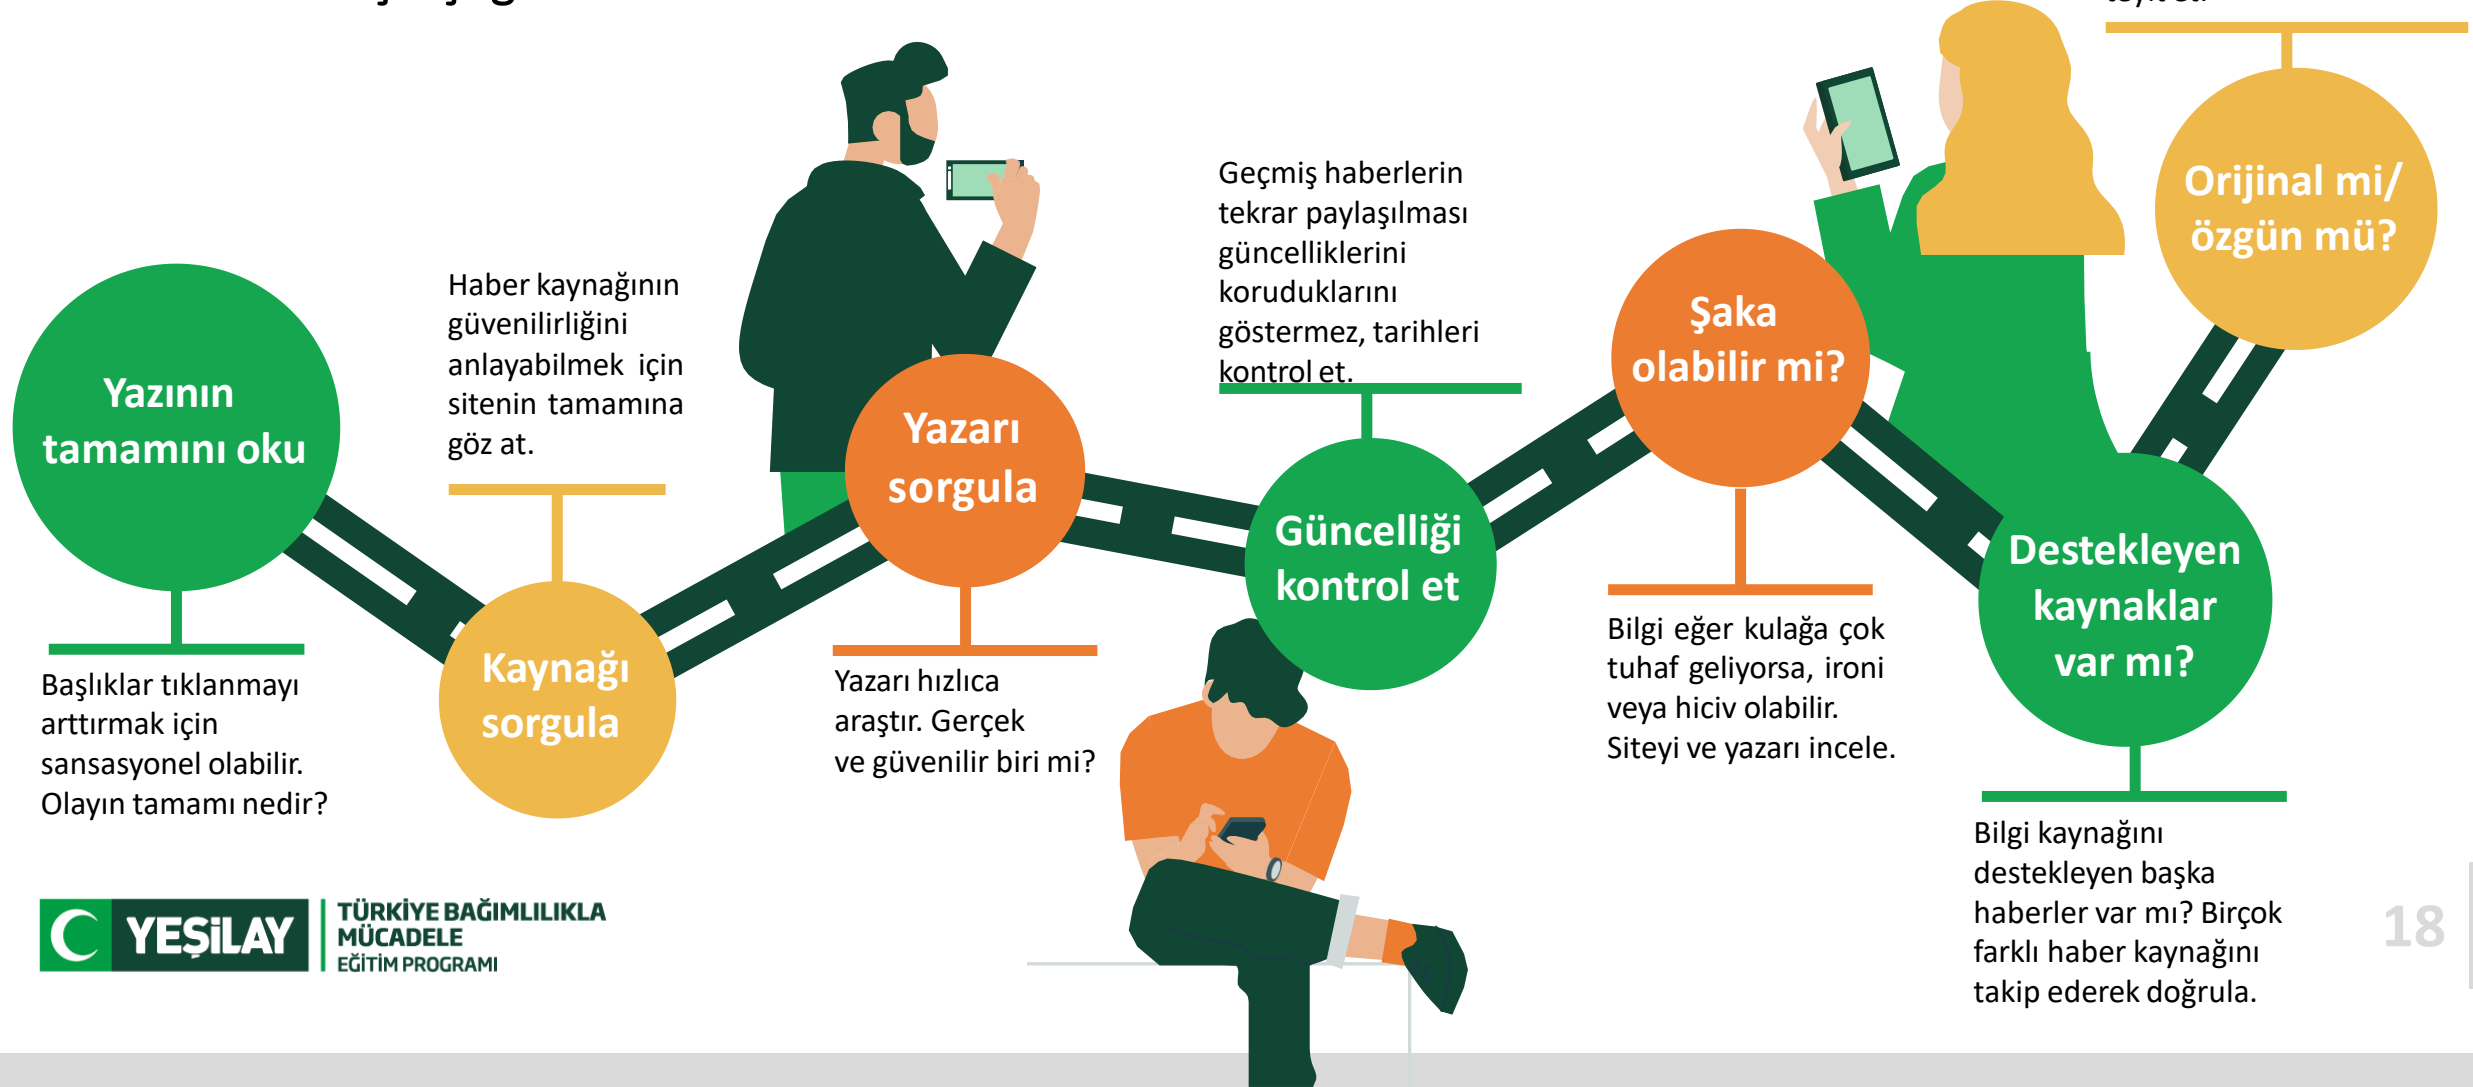 Yazının
tamamını oku
Başlıklar tıklanmayı
arttırmak için
sansasyonel olabilir.
Olayın tamamı nedir?
Haber kaynağının
güvenilirliğini
anlayabilmek için
sitenin tamamına
göz at.
Kaynağı
sorgula
Yazarı
sorgula
Yazarı hızlıca
araştır. Gerçek
ve güvenilir biri mi?
Geçmiş haberlerin
tekrar paylaşılması
güncelliklerini
koruduklarını
göstermez, tarihleri
kontrol et.
Güncelliği
kontrol et
Şaka
olabilir mi?
Bilgi eğer kulağa çok
tuhaf geliyorsa, ironi
veya hiciv olabilir.
Siteyi ve yazarı incele.
Destekleyen
kaynaklar
var mı?
Bilgi kaynağını
destekleyen başka
haberler var mı? Birçok
farklı haber kaynağını
takip ederek doğrula.
Orijinal mi/
özgün mü?
YEŞİLAY
TÜRKİYE BAĞIMLILIKLA
MÜCADELE
EĞİTİM PROGRAMI
18